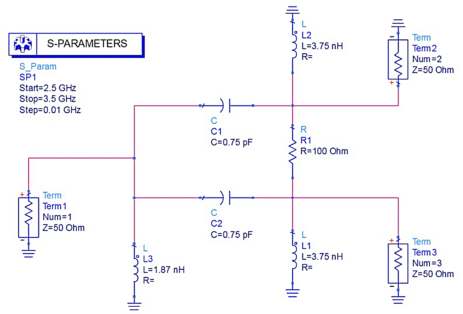 S-PARAMETERS
S_Param
SP1
Start=2.5 GHz
Stop=3.5 GHz
Step=0.01 GHz
L
L2
L=3.75 nH
R=
Term
Term2
Num=2
Z=50 Ohm
C
C1
C=0.75 pF
R
R1
R=100 Ohm
Term
Term1
Num=1
Z=50 Ohm
C
C2
C=0.75 pF
L
L3
L=1.87 nH
R=
L
L1
L=3.75 nH
R=
Term
Term3
Num=3
Z=50 Ohm